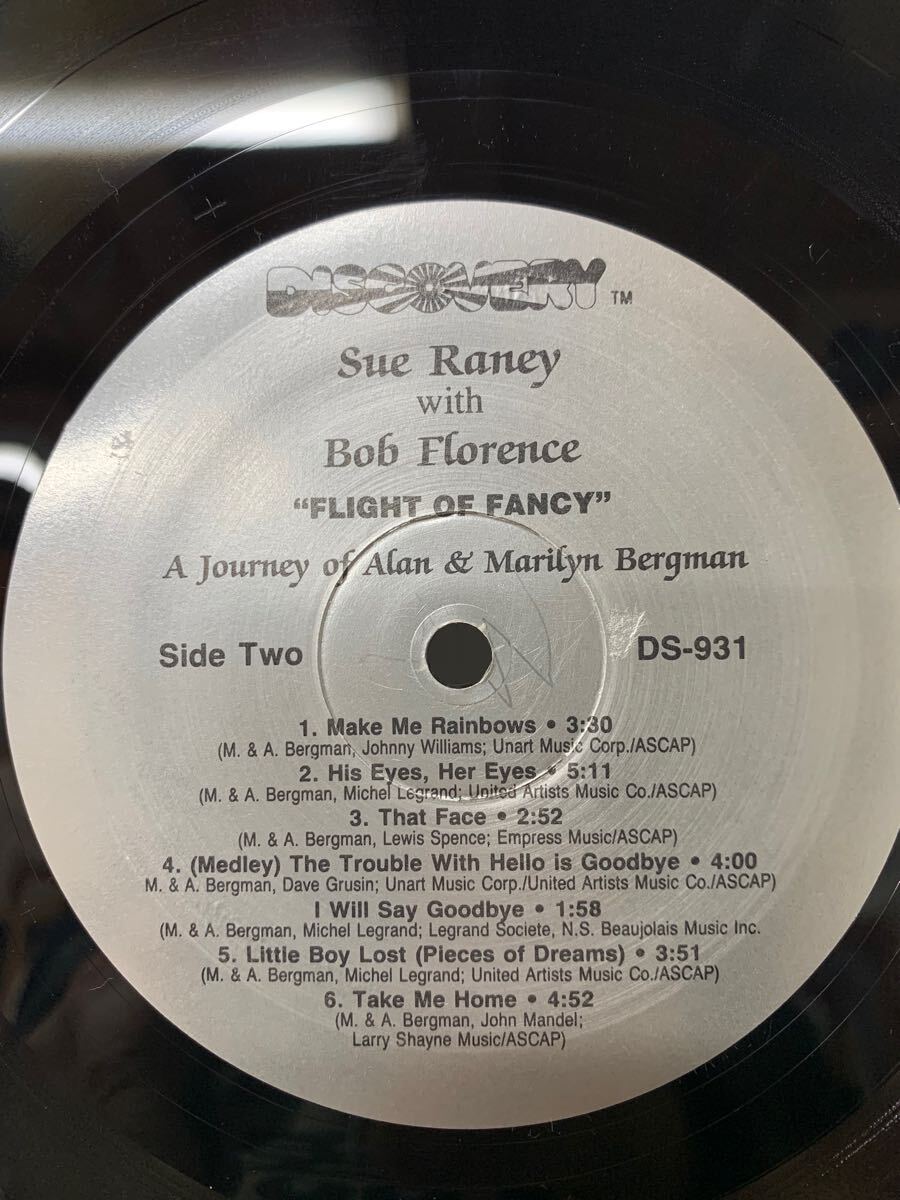 DISCOVERY TM
Sue Raney
with
Bob Florence
“FLIGHT OF FANCY”
A Journey of Alan & Marilyn Bergman
Side Two
DS-931
1. Make Me Rainbows • 3:30
(M. & A. Bergman, Johnny Williams; Unart Music Corp./ASCAP)
2. His Eyes, Her Eyes • 5:11
(M. & A. Bergman, Michel Legrand; United Artists Music Co./ASCAP)
3. That Face • 2:52
(M. & A. Bergman, Lewis Spence; Empress Music/ASCAP)
4. (Medley) The Trouble With Hello is Goodbye • 4:00
M. & A. Bergman, Dave Grusin; Unart Music Corp./United Artists Music Co./ASCAP)
I Will Say Goodbye • 1:58
(M. & A. Bergman, Michel Legrand; Legrand Societe, N.S. Beaujolais Music Inc.
5. Little Boy Lost (Pieces of Dreams) • 3:51
(M. & A. Bergman, Michel Legrand; United Artists Music Co./ASCAP)
6. Take Me Home • 4:52
(M. & A. Bergman, John Mandel;
Larry Shayne Music/ASCAP)